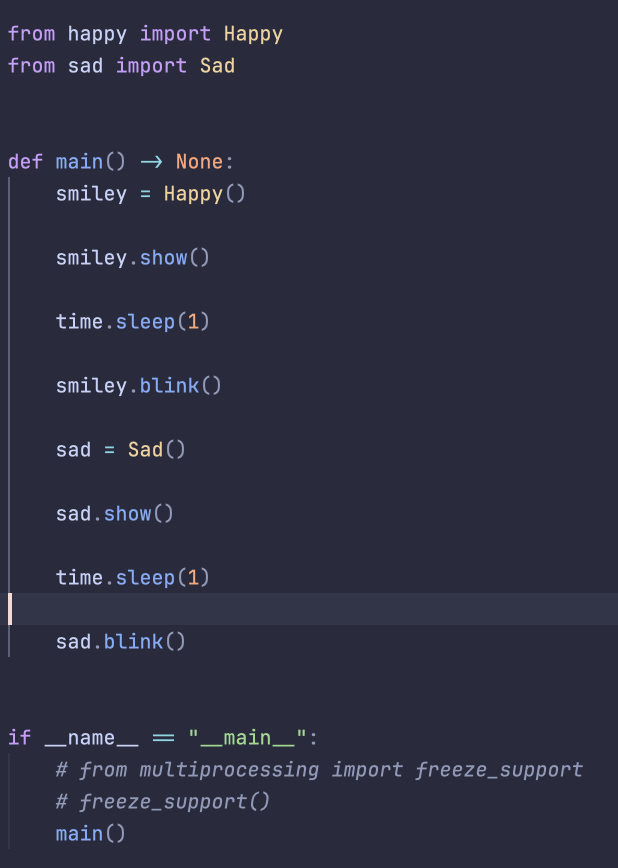 from happy import Happy
from sad import Sad
def main() -> None:
    smiley = Happy()
    smiley.show()
    time.sleep(1)
    smiley.blink()
    sad = Sad()
    sad.show()
    time.sleep(1)
    sad.blink()
if __name__ == "__main__":
    # from multiprocessing import freeze_support
    # freeze_support()
    main()